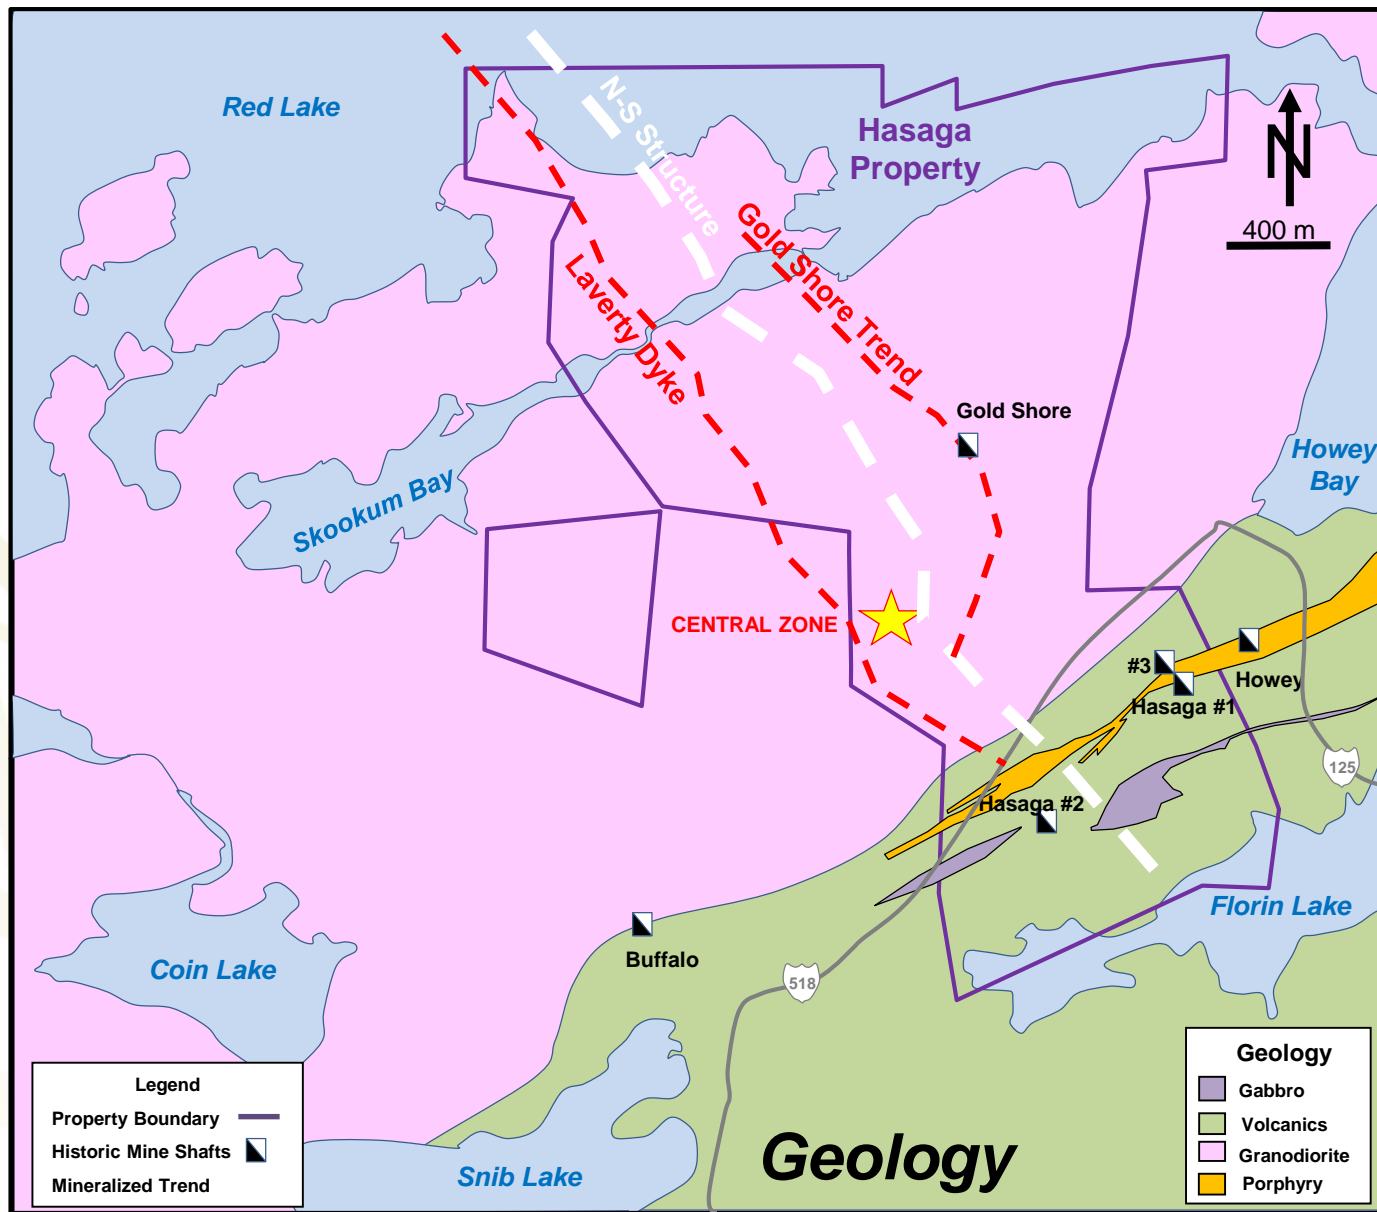 Red Lake
N-S Structure
Hasaga
Property
N
400 m
Gold Shore Trend
Laverty Dyke
Gold Shore
Howey
Bay
Skookum Bay
CENTRAL ZONE
#3
Howey
Hasaga #1
125
Hasaga #2
Florin Lake
Buffalo
Coin Lake
518
Legend
Property Boundary
Historic Mine Shafts
Mineralized Trend
Snib Lake
Geology
Geology
Gabbro
Volcanics
Granodiorite
Porphyry